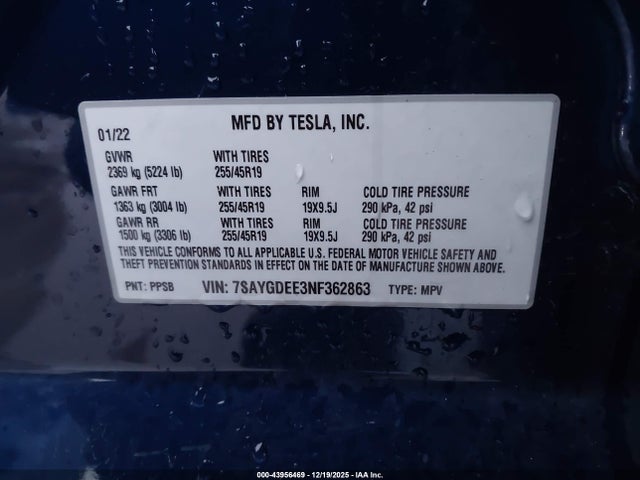 01/22 MFD BY TESLA, INC.
GVWR WITH TIRES
2369 kg (5224 lb) 255/45R19
GAWR FRT WITH TIRES RIM COLD TIRE PRESSURE
1363 kg (3004 lb) 255/45R19 19X9.5J 290 kPa, 42 psi
GAWR RR WITH TIRES RIM COLD TIRE PRESSURE
1500 kg (3306 lb) 255/45R19 19X9.5J 290 kPa, 42 psi
THIS VEHICLE CONFORMS TO ALL APPLICABLE U.S. FEDERAL MOTOR VEHICLE SAFETY AND
THEFT PREVENTION STANDARDS IN EFFECT ON THE DATE OF MANUFACTURE SHOWN ABOVE.
PNT: PPSB VIN: 7SAYGDEE3NF362863 TYPE: MPV
000-43956469 - 12/19/2025 - IAA Inc.